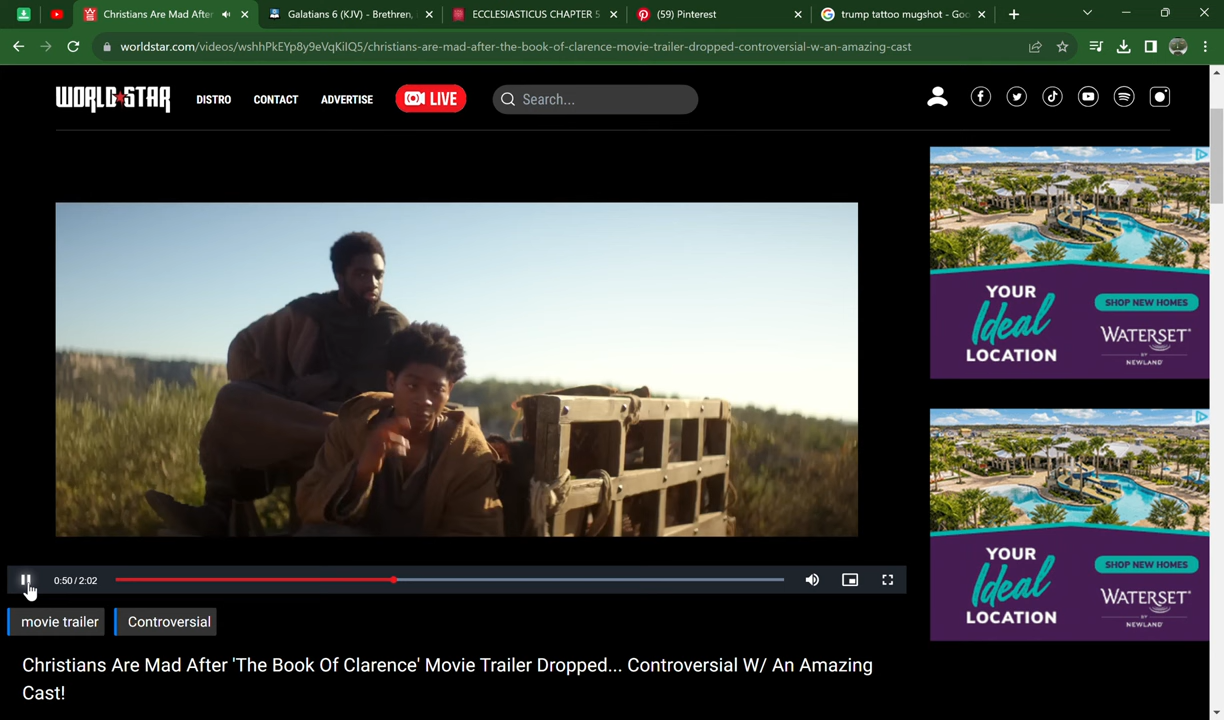 Christians Are Mad After
Galatians 6 (KJV) - Brethren,
ECCLESIASTICUS CHAPTER 5
(59) Pinterest
trump tattoo mugshot - Goo
worldstar.com/videos/wshhPkEYp8y9eVqKiIQ5/christians-are-mad-after-the-book-of-clarence-movie-trailer-dropped-controversial-w-an-amazing-cast
WORLDSTAR
DISTRO
CONTACT
ADVERTISE
LIVE
Search...
YOUR
Ideal
LOCATION
SHOP NEW HOMES
WATERSET
BY
NEWLAND
YOUR
Ideal
LOCATION
SHOP NEW HOMES
WATERSET
BY
NEWLAND
0:50 / 2:02
movie trailer
Controversial
Christians Are Mad After 'The Book Of Clarence' Movie Trailer Dropped... Controversial W/ An Amazing
Cast!